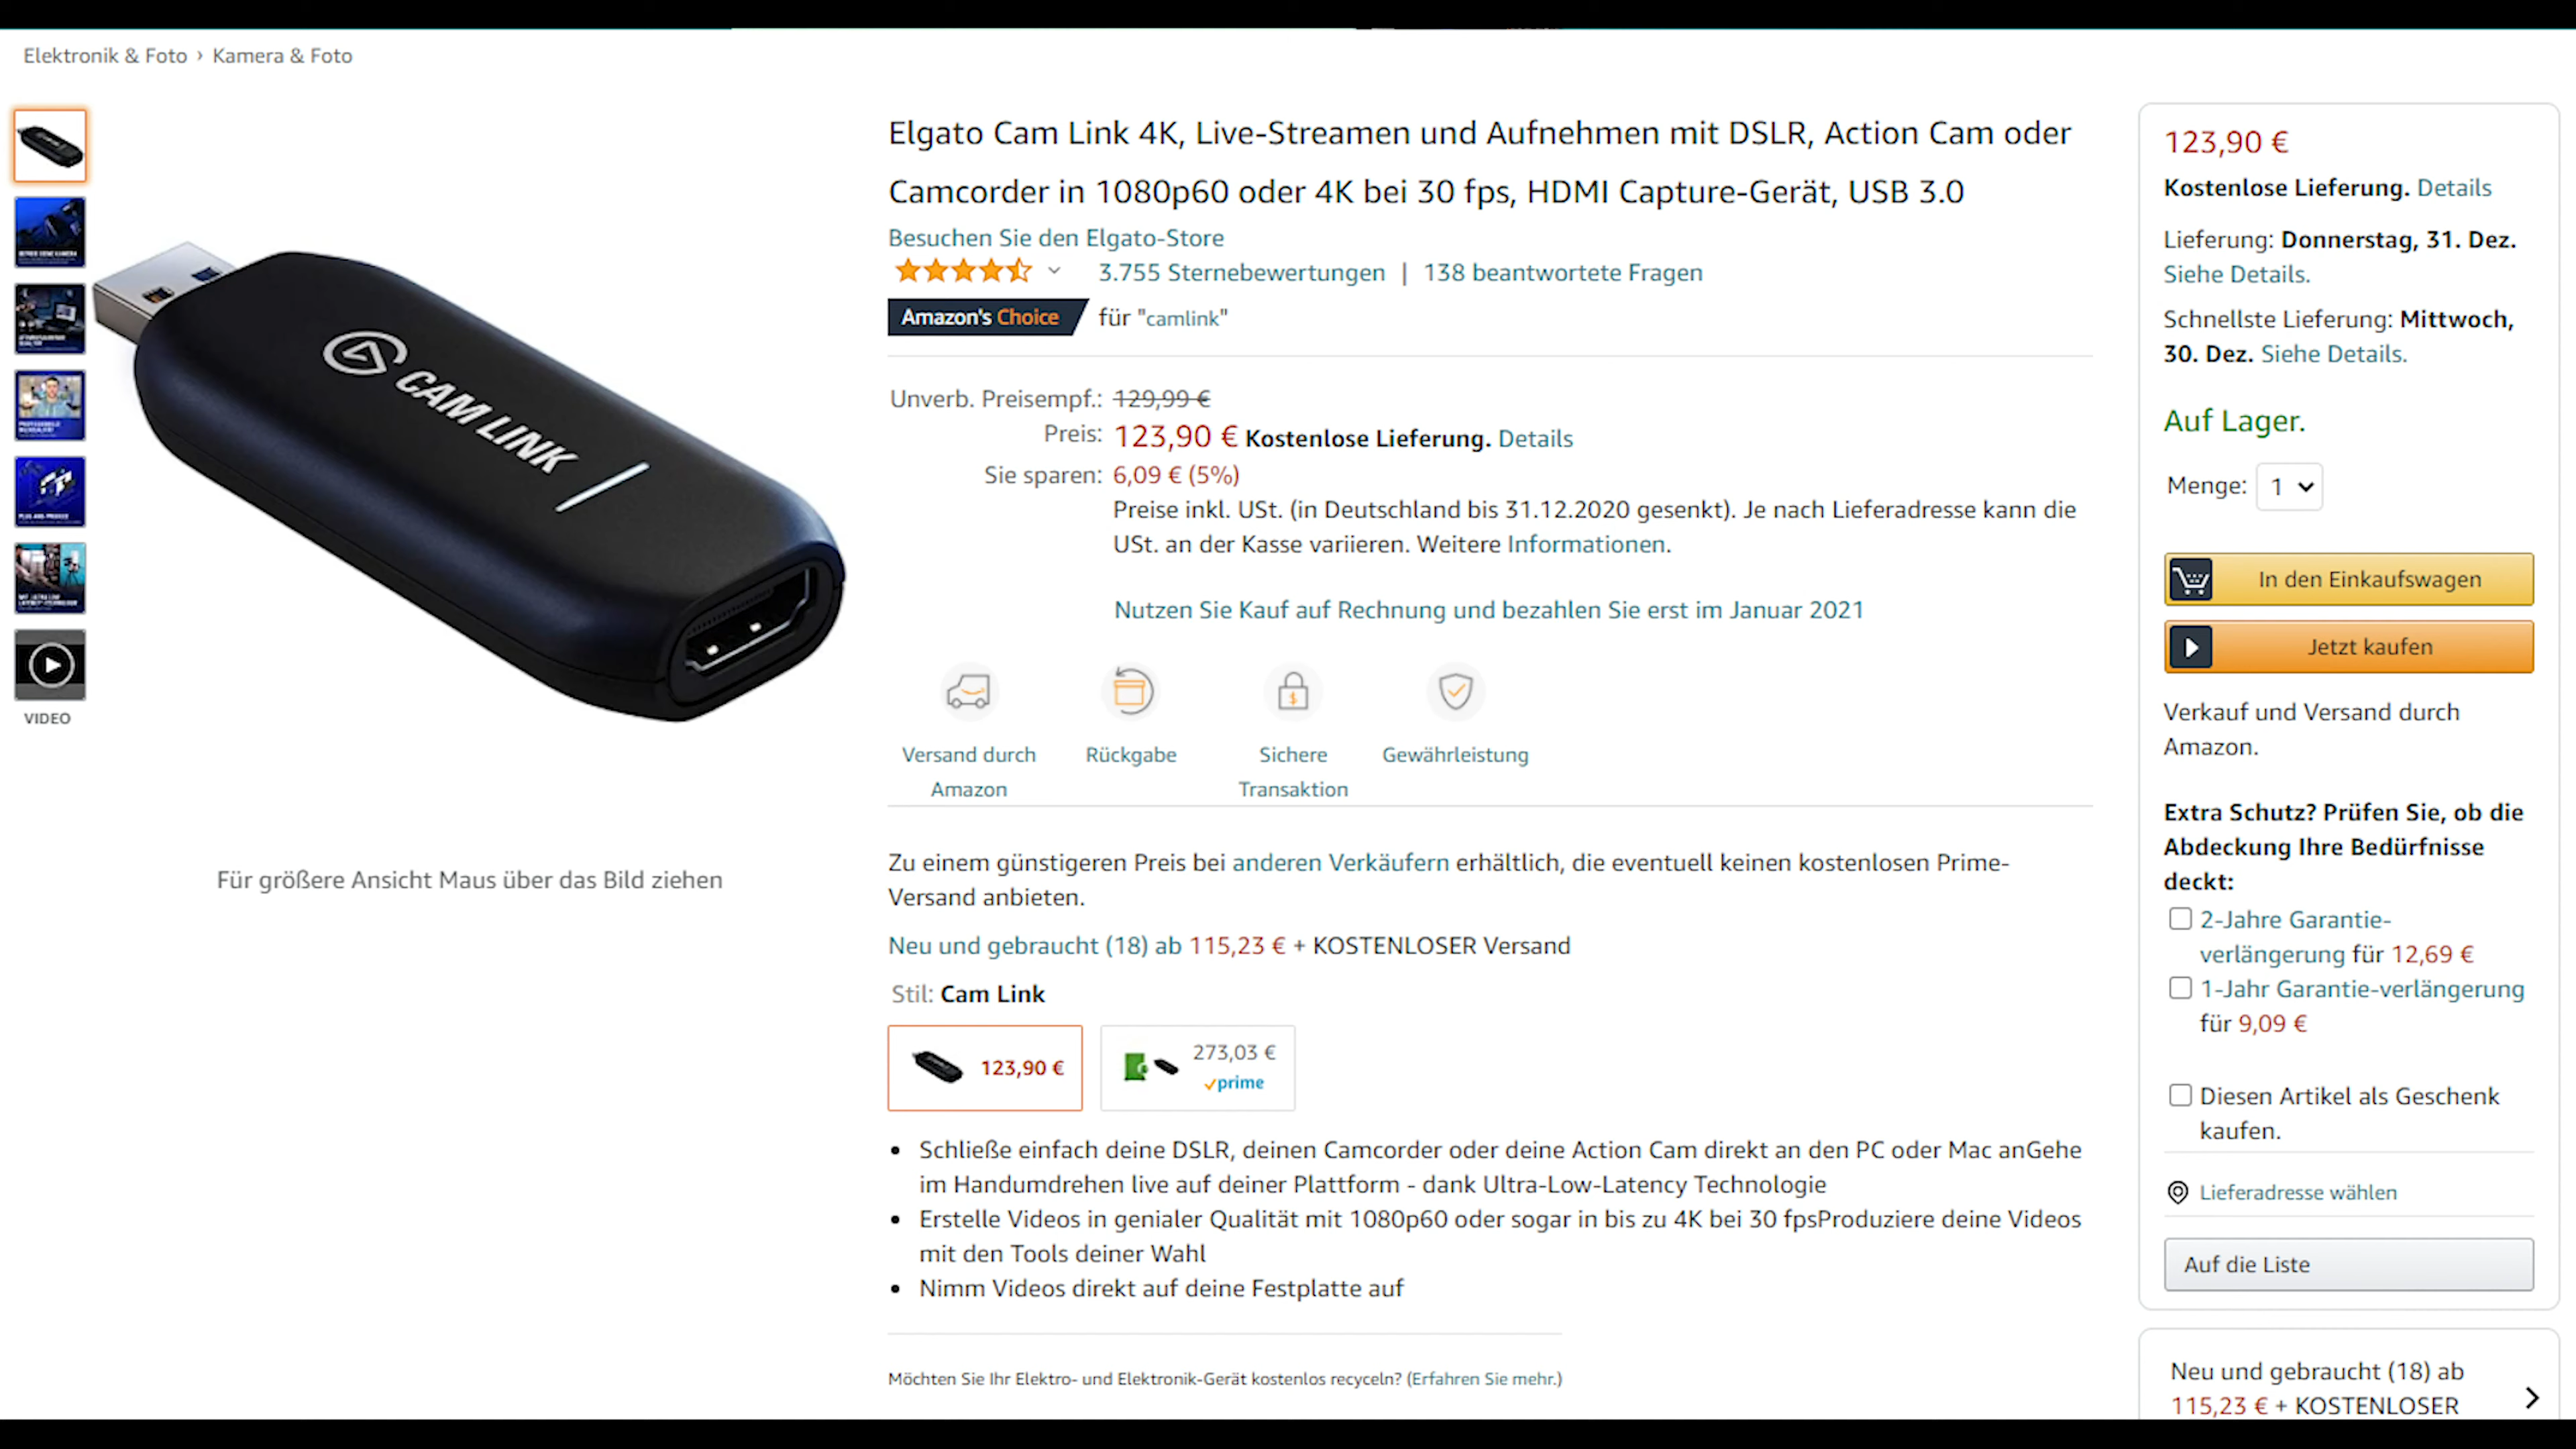 Elektronik & Foto › Kamera & Foto
CAM LINK
VIDEO
Für größere Ansicht Maus über das Bild ziehen
Elgato Cam Link 4K, Live-Streamen und Aufnehmen mit DSLR, Action Cam oder
Camcorder in 1080p60 oder 4K bei 30 fps, HDMI Capture-Gerät, USB 3.0
Besuchen Sie den Elgato-Store
3.755 Sternebewertungen | 138 beantwortete Fragen
Amazon's Choice für "camlink"
Unverb. Preisempf.: 129,99 €
Preis: 123,90 € Kostenlose Lieferung. Details
Sie sparen: 6,09 € (5%)
Preise inkl. USt. (in Deutschland bis 31.12.2020 gesenkt). Je nach Lieferadresse kann die
USt. an der Kasse variieren. Weitere Informationen.
Nutzen Sie Kauf auf Rechnung und bezahlen Sie erst im Januar 2021
Versand durch
Amazon
Rückgabe
Sichere
Transaktion
Gewährleistung
Zu einem günstigeren Preis bei anderen Verkäufern erhältlich, die eventuell keinen kostenlosen Prime-
Versand anbieten.
Neu und gebraucht (18) ab 115,23 € + KOSTENLOSER Versand
Stil: Cam Link
123,90 €
273,03 €
prime
• Schließe einfach deine DSLR, deinen Camcorder oder deine Action Cam direkt an den PC oder Mac anGehe
im Handumdrehen live auf deiner Plattform - dank Ultra-Low-Latency Technologie
• Erstelle Videos in genialer Qualität mit 1080p60 oder sogar in bis zu 4K bei 30 fpsProduziere deine Videos
mit den Tools deiner Wahl
• Nimm Videos direkt auf deine Festplatte auf
Möchten Sie Ihr Elektro- und Elektronik-Gerät kostenlos recyceln? (Erfahren Sie mehr.)
123,90 €
Kostenlose Lieferung. Details
Lieferung: Donnerstag, 31. Dez.
Siehe Details.
Schnellste Lieferung: Mittwoch,
30. Dez. Siehe Details.
Auf Lager.
Menge: 1
In den Einkaufswagen
Jetzt kaufen
Verkauf und Versand durch
Amazon.
Extra Schutz? Prüfen Sie, ob die
Abdeckung Ihre Bedürfnisse
deckt:
2-Jahre Garantie-
verlängerung für 12,69 €
1-Jahr Garantie-verlängerung
für 9,09 €
Diesen Artikel als Geschenk
kaufen.
Lieferadresse wählen
Auf die Liste
Neu und gebraucht (18) ab
115,23 € + KOSTENLOSER